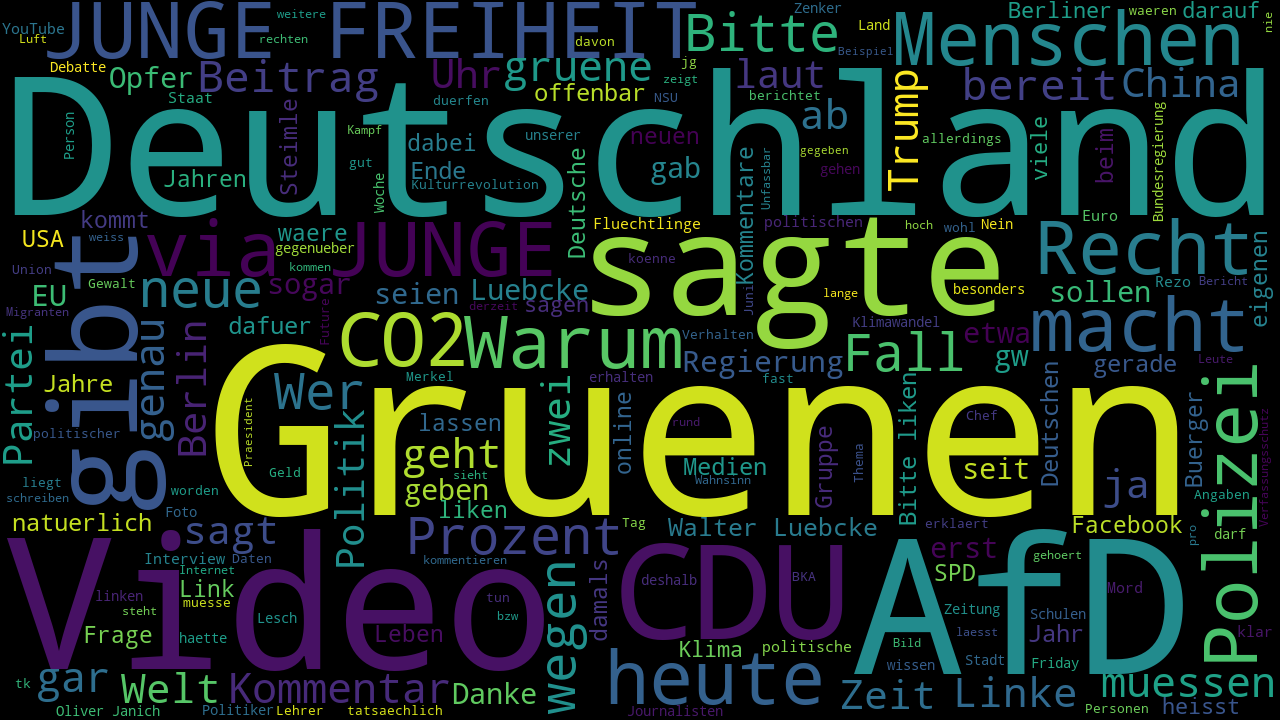 YouTube
weitere
JUNGE FREIHEIT
Bitte
Zenker
Land
Menschen
Berliner
waeren
darauf
nie
Luft
rechten
davon
Beispiel
Debatte
Opfer
Beitrag
Uhr
gruene
jg
zeigt
laut
bereit
China
Staat
offenbar
NSU
berichtet
duerfen
Deutschland
Person
Steimle
Kampf
dabei
unserer
neuen
ab
Trump
allerdings
viele
beim
Bundesregierung
gut
Jahren
Woche
Ende
Kulturrevolution
Deutsche
gab
Kommentare
Unfassbar
gegeben
gehen
kommt
USA
weiss
via JUNGE
waere
gegenueber
Fluechtlinge
sagte
politischen
hoch
wohl
Nein
Euro
Recht
Union
kommen
koenne
eigenen
EU
Gewalt
neue
sogar
seien
Luebcke
sagen
Juni
lange
besonders
sollen
Rezo
Bericht
Migranten
gibt
derzeit
Future
Partei
genau
Berlin
dafuer
CO2
Warum
Verhalten
Klimawandel
etwa
macht
Regierung
Fall
gw
gerade
Leute
Jahre
Wer
Merkel
erhalten
fast
Polizei
politischer
Praesident
Politik
lassen
zwei
online
rund
Gruenen
Chef
Deutschen
Buerger
Verfassungsschutz
geht
Geld
sieht
Medien
Wahnsinn
Gruppe
Thema
Bitte liken
seit
ja
liegt
schreiben
worden
geben
Angaben
Foto
liken
natuerlich
sagt
Prozent
Tag
Walter Luebcke
erklaert
Facebook
pro
darf
Interview
Daten
kommentieren
wegen
damals
CDU
erst
gehoert
Internet
Link
deshalb
BKA
SPD
Mord
linken
muesse
tun
Video
AfD
steht
Lesch
bzw
Zeitung
Schulen
Frage
haette
Leben
laesst
Jahr
klar
Klima
politische
Bild
wissen
Stadt
Friday
tk
gar
Welt
Kommentar
Danke
heute
Zeit
Linke
muessen
Oliver Janich
Politiker
Lehrer
tatsaechlich
Journalisten
Personen
heisst